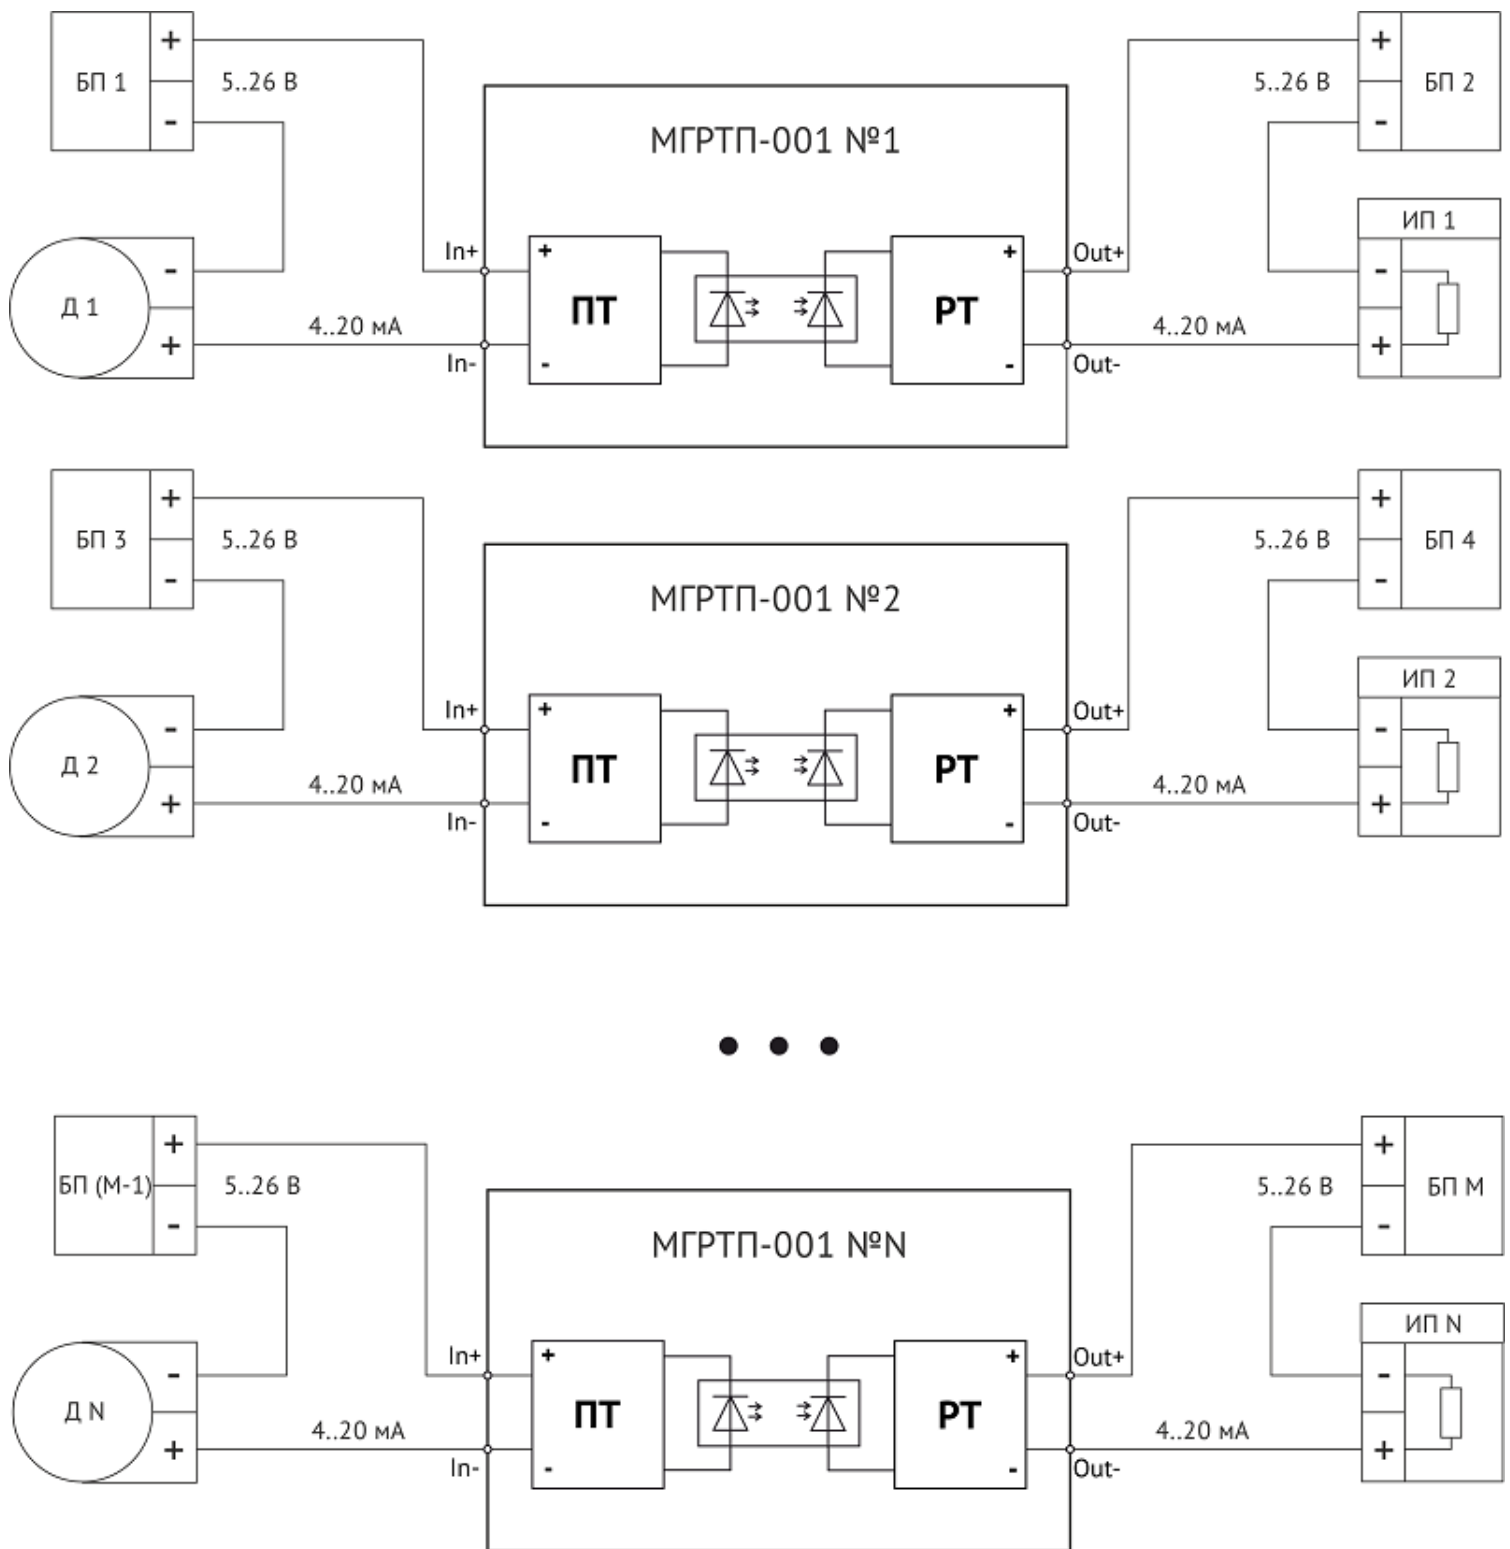 БП 1
+
-
5..26 В
МГРТП-001 №1
5..26 В
+
-
БП 2
Д 1
-
+
4..20 мА
In+
In-
+
ПТ
-
+
РТ
-
Out+
Out-
4..20 мА
ИП 1
-
+
БП 3
+
-
5..26 В
МГРТП-001 №2
5..26 В
+
-
БП 4
Д 2
-
+
4..20 мА
In+
In-
+
ПТ
-
+
РТ
-
Out+
Out-
4..20 мА
ИП 2
-
+
БП (М-1)
+
-
5..26 В
МГРТП-001 №N
5..26 В
+
-
БП М
Д N
-
+
4..20 мА
In+
In-
+
ПТ
-
+
РТ
-
Out+
Out-
4..20 мА
ИП N
-
+